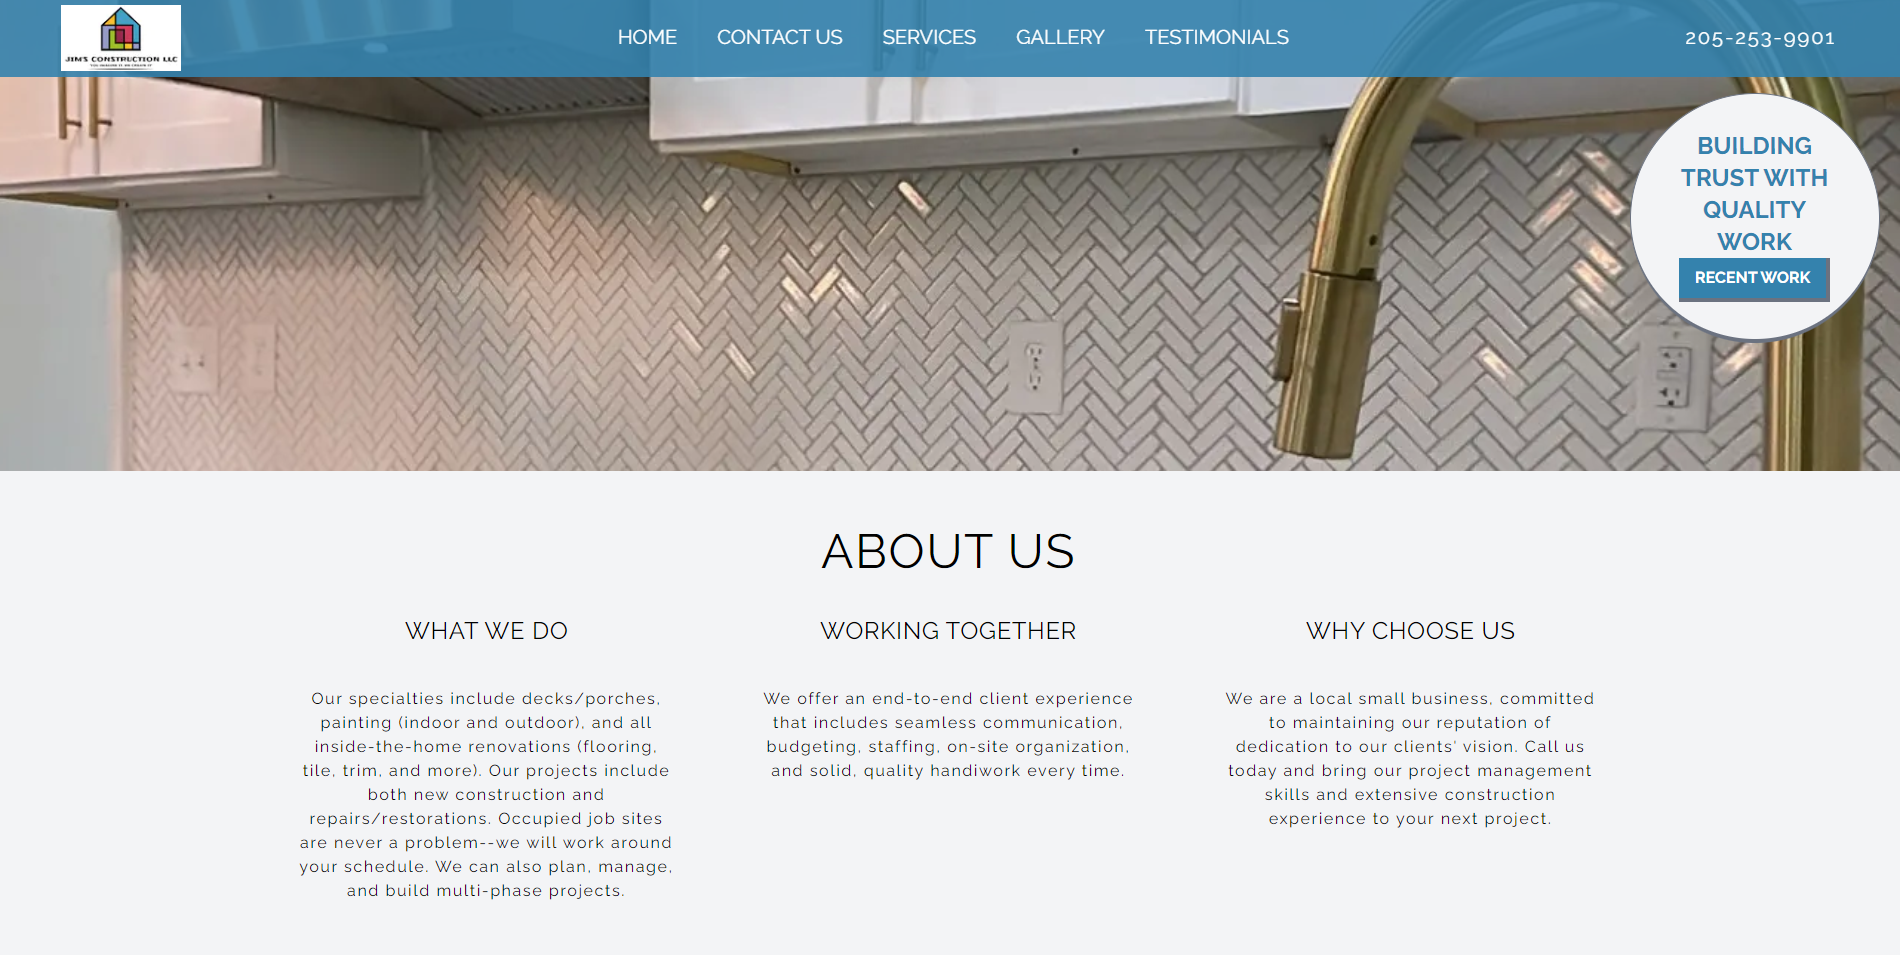 JIM'S CONSTRUCTION LLC
HOME
CONTACT US
SERVICES
GALLERY
TESTIMONIALS
205-253-9901
BUILDING
TRUST WITH
QUALITY
WORK
RECENT WORK
ABOUT US
WHAT WE DO
Our specialties include decks/porches,
painting (indoor and outdoor), and all
inside-the-home renovations (flooring,
tile, trim, and more). Our projects include
both new construction and
repairs/restorations. Occupied job sites
are never a problem--we will work around
your schedule. We can also plan, manage,
and build multi-phase projects.
WORKING TOGETHER
We offer an end-to-end client experience
that includes seamless communication,
budgeting, staffing, on-site organization,
and solid, quality handiwork every time.
WHY CHOOSE US
We are a local small business, committed
to maintaining our reputation of
dedication to our clients' vision. Call us
today and bring our project management
skills and extensive construction
experience to your next project.